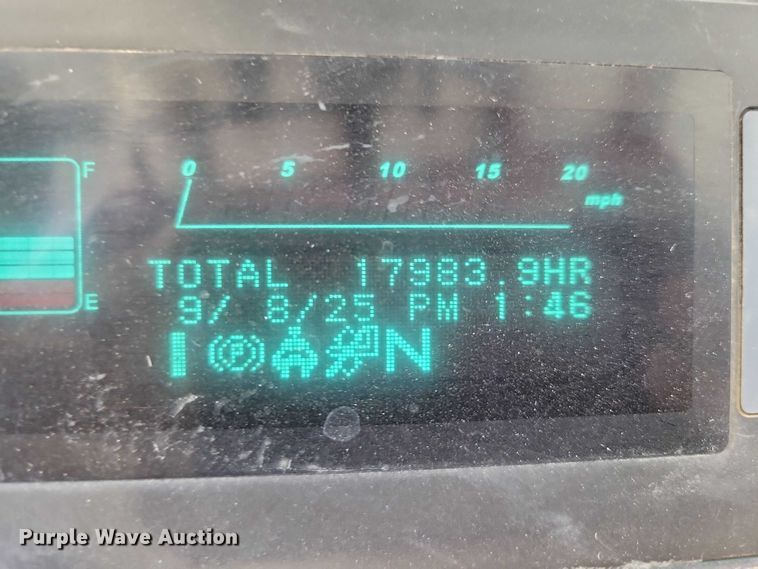 F
0 5 10 15 20
mph
TOTAL 17983.9HR
E
9/ 8/25 PM 1:46
(P) N
Purple Wave Auction